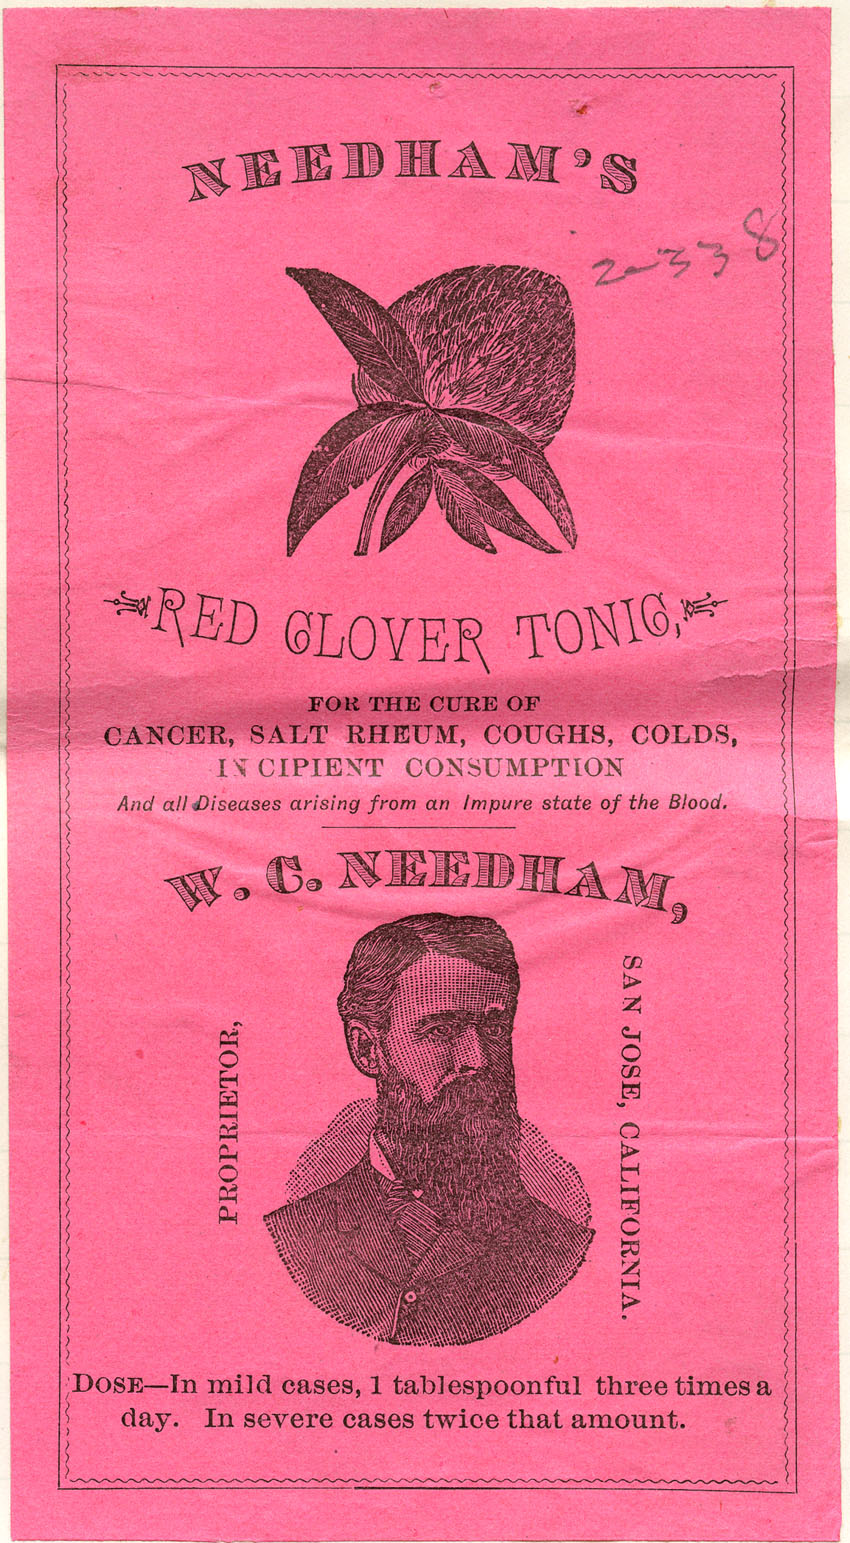 NEEDHAM'S
2338
RED CLOVER TONIC,
FOR THE CURE OF
CANCER, SALT RHEUM, COUGHS, COLDS,
INCIPIENT CONSUMPTION
And all Diseases arising from an Impure state of the Blood.
W. C. NEEDHAM,
PROPRIETOR,
SAN JOSE, CALIFORNIA.
DOSE—In mild cases, 1 tablespoonful three times a
day. In severe cases twice that amount.